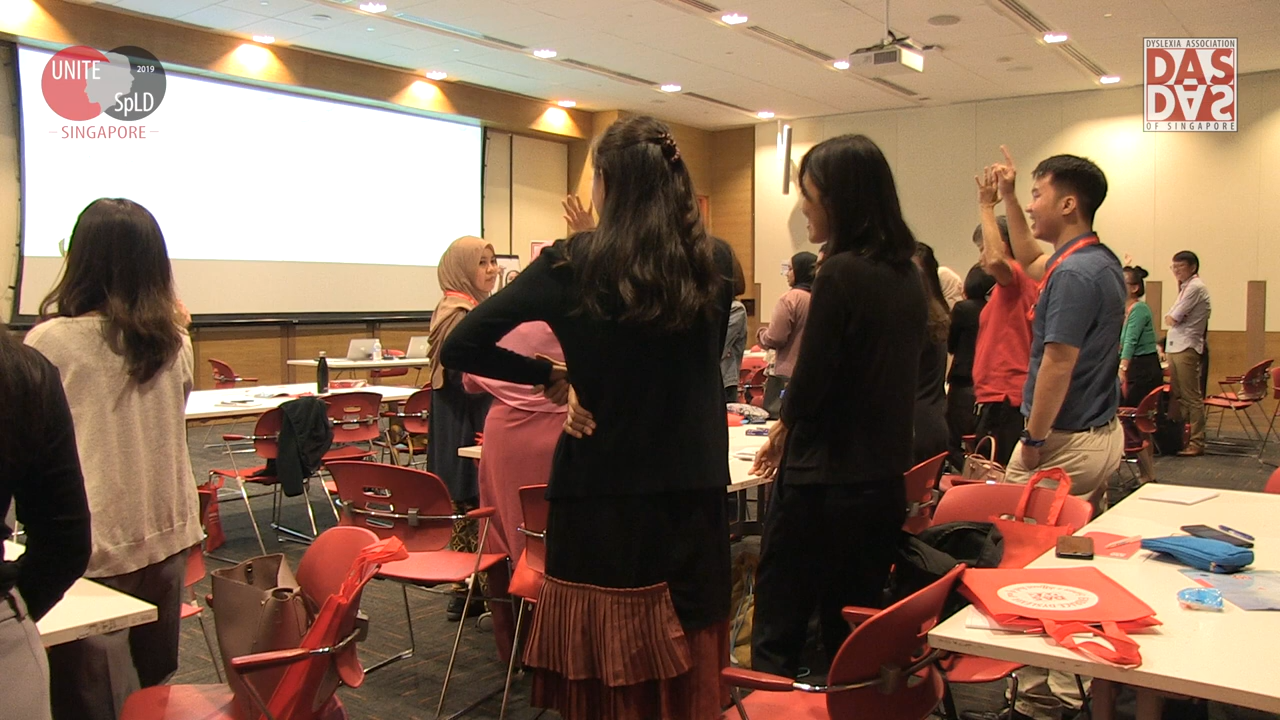 UNITE
2019
SpLD
SINGAPORE
DYSLEXIA ASSOCIATION
DAS
DAS
OF SINGAPORE